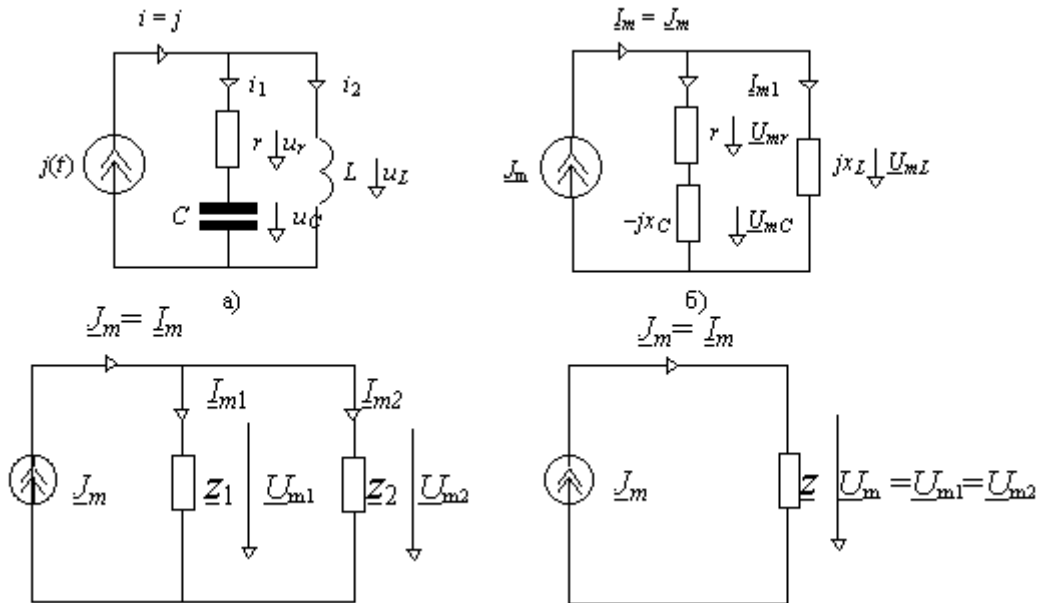 i = j
i1
i2
j(t)
r
ur
L
uL
C
uC
а)
Im = Jm
Im1
Jm
r
Umr
jxL
UmL
–jxC
UmC
б)
Jm = Im
Im1
Im2
Jm
z1
Um1
z2
Um2
Jm = Im
Jm
z
Um = Um1 = Um2